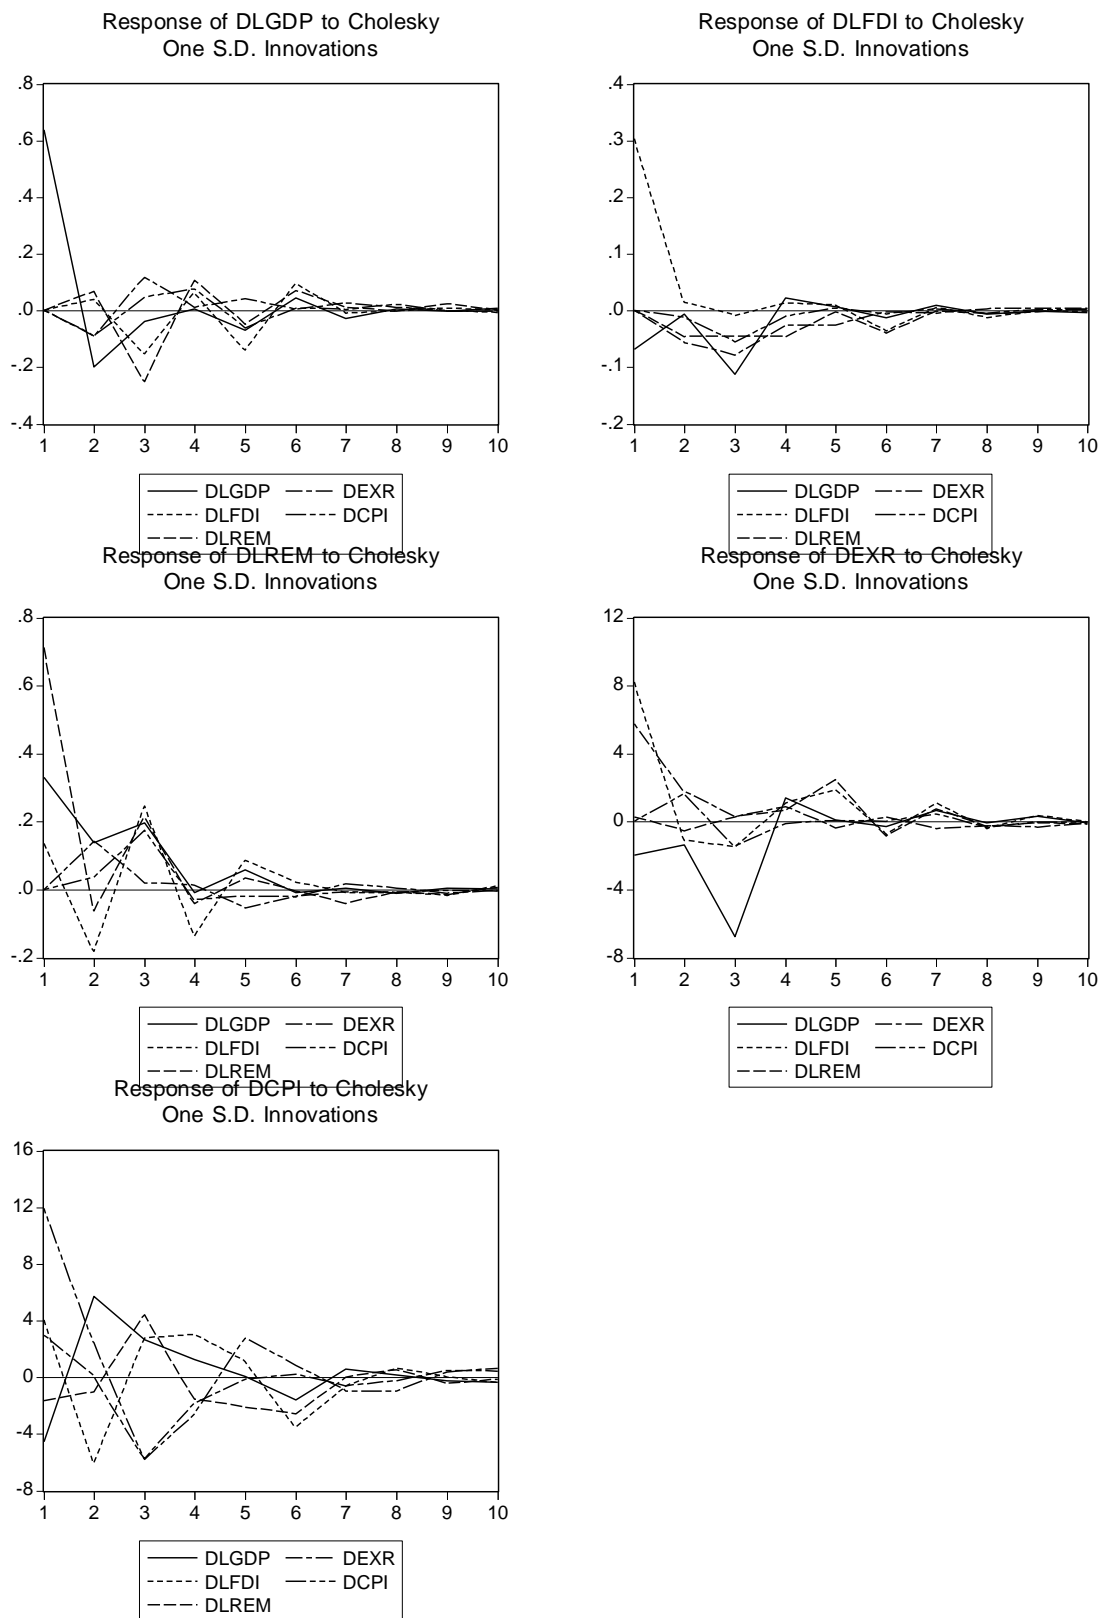 Response of DLGDP to Cholesky
One S.D. Innovations
.8
.6
.4
.2
.0
-.2
-.4
1 2 3 4 5 6 7 8 9 10
DLGDP DEXR
DLFDI DCPI
DLREM
Response of DLFDI to Cholesky
One S.D. Innovations
.4
.3
.2
.1
.0
-.1
-.2
1 2 3 4 5 6 7 8 9 10
DLGDP DEXR
DLFDI DCPI
DLREM
Response of DLREM to Cholesky
One S.D. Innovations
.8
.6
.4
.2
.0
-.2
1 2 3 4 5 6 7 8 9 10
DLGDP DEXR
DLFDI DCPI
DLREM
Response of DEXR to Cholesky
One S.D. Innovations
12
8
4
0
-4
-8
1 2 3 4 5 6 7 8 9 10
DLGDP DEXR
DLFDI DCPI
DLREM
Response of DCPI to Cholesky
One S.D. Innovations
16
12
8
4
0
-4
-8
1 2 3 4 5 6 7 8 9 10
DLGDP DEXR
DLFDI DCPI
DLREM